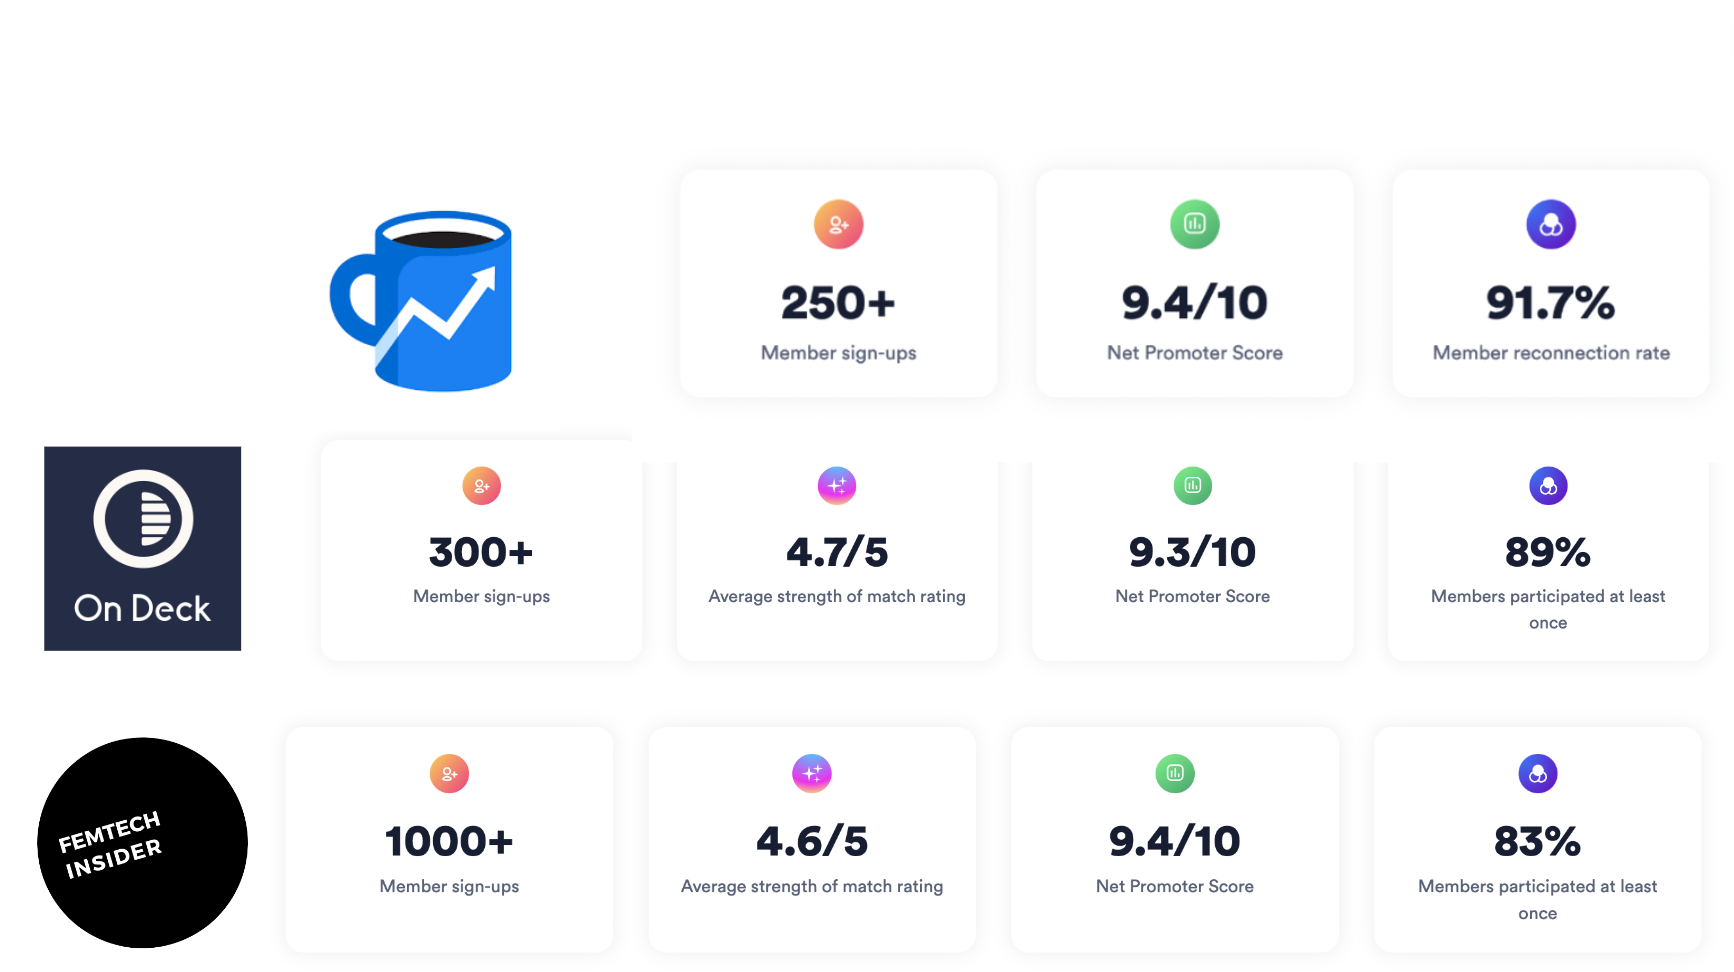 250+
Member sign-ups
9.4/10
Net Promoter Score
91.7%
Member reconnection rate
On Deck
300+
Member sign-ups
4.7/5
Average strength of match rating
9.3/10
Net Promoter Score
89%
Members participated at least
once
FEMTECH
INSIDER
1000+
Member sign-ups
4.6/5
Average strength of match rating
9.4/10
Net Promoter Score
83%
Members participated at least
once